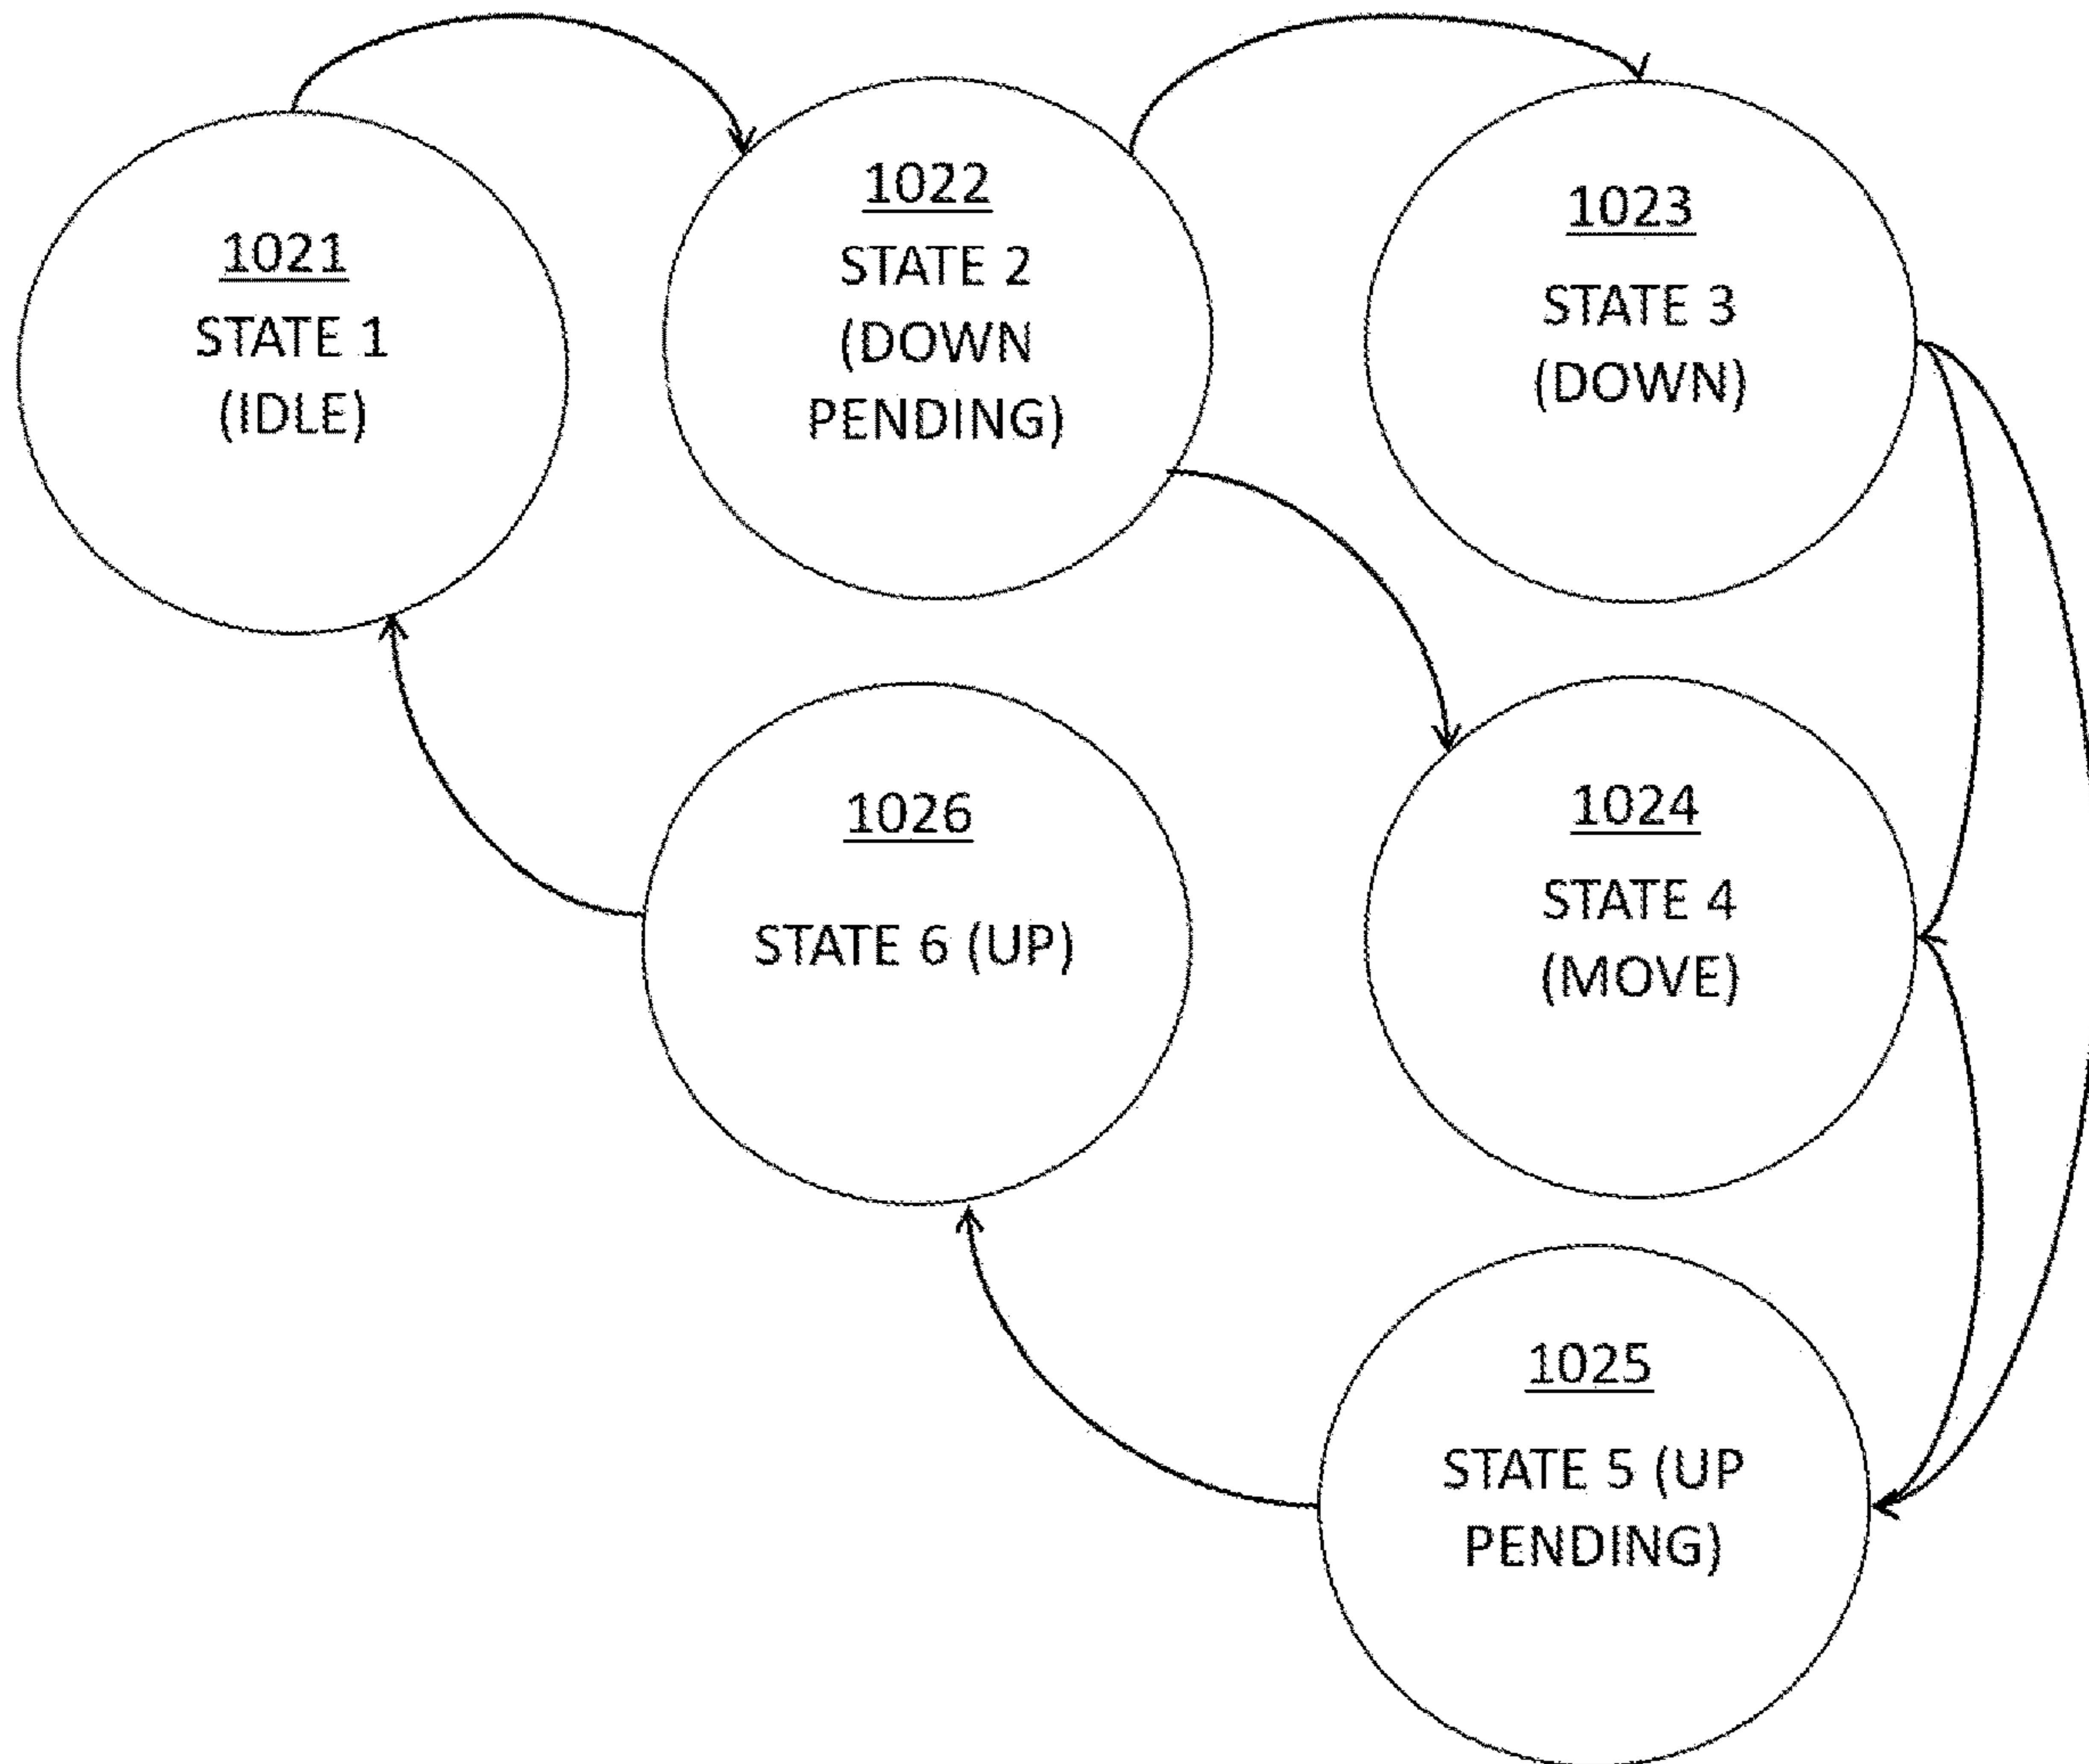 1021
STATE 1
(IDLE)
1022
STATE 2
(DOWN
PENDING)
1023
STATE 3
(DOWN)
1026
STATE 6 (UP)
1024
STATE 4
(MOVE)
1025
STATE 5 (UP
PENDING)